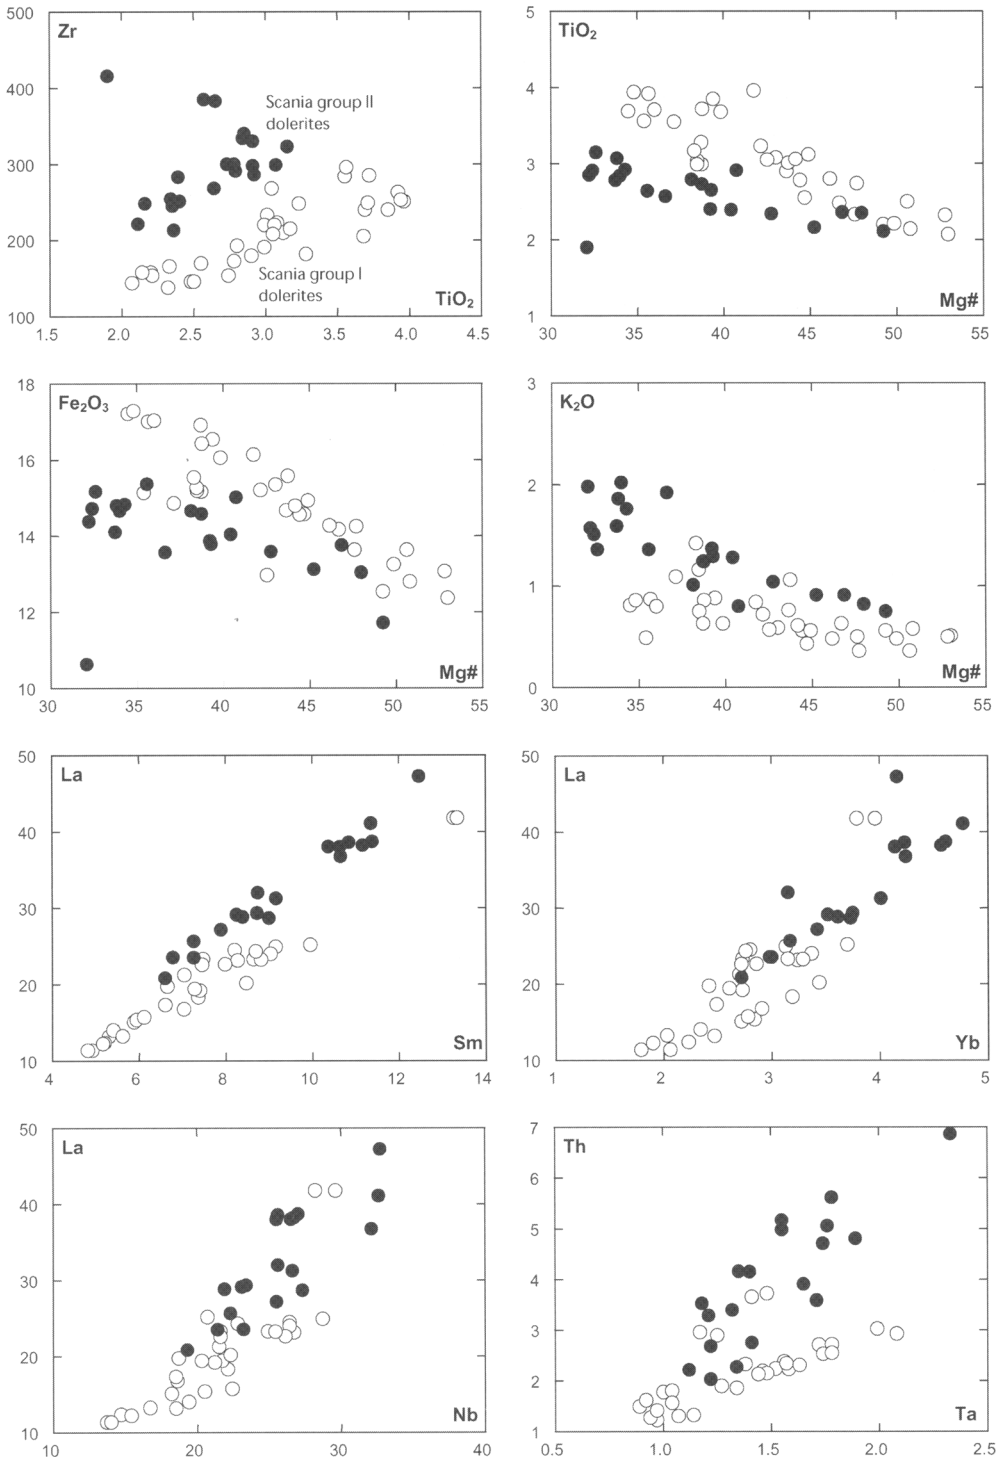 500
400
300
200
100
Zr
Scania group II
dolerites
Scania group I
dolerites
TiO₂
1.5 2.0 2.5 3.0 3.5 4.0 4.5
5
4
3
2
1
TiO₂
Mg#
30 35 40 45 50 55
18
16
14
12
10
Fe₂O₃
Mg#
30 35 40 45 50 55
3
2
1
0
K₂O
Mg#
30 35 40 45 50 55
50
40
30
20
10
La
Sm
4 6 8 10 12 14
50
40
30
20
10
La
Yb
1 2 3 4 5
50
40
30
20
10
La
Nb
10 20 30 40
7
6
5
4
3
2
1
Th
Ta
0.5 1.0 1.5 2.0 2.5